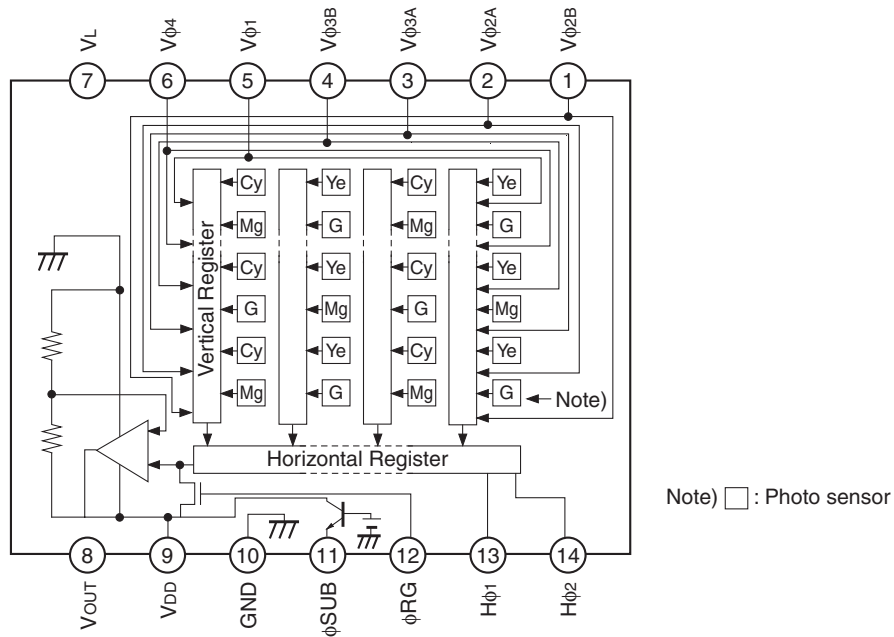 VL Vϕ4 Vϕ1 Vϕ3B Vϕ3A Vϕ2A Vϕ2B
7 6 5 4 3 2 1
Cy Ye Cy Ye
Mg G Mg G
Cy Ye Cy Ye
G Mg G Mg
Cy Ye Cy Ye
Mg G Mg G
Vertical Register
Note)
Horizontal Register
Note) : Photo sensor
8 9 10 11 12 13 14
VOUT VDD GND ϕSUB ϕRG Hϕ1 Hϕ2